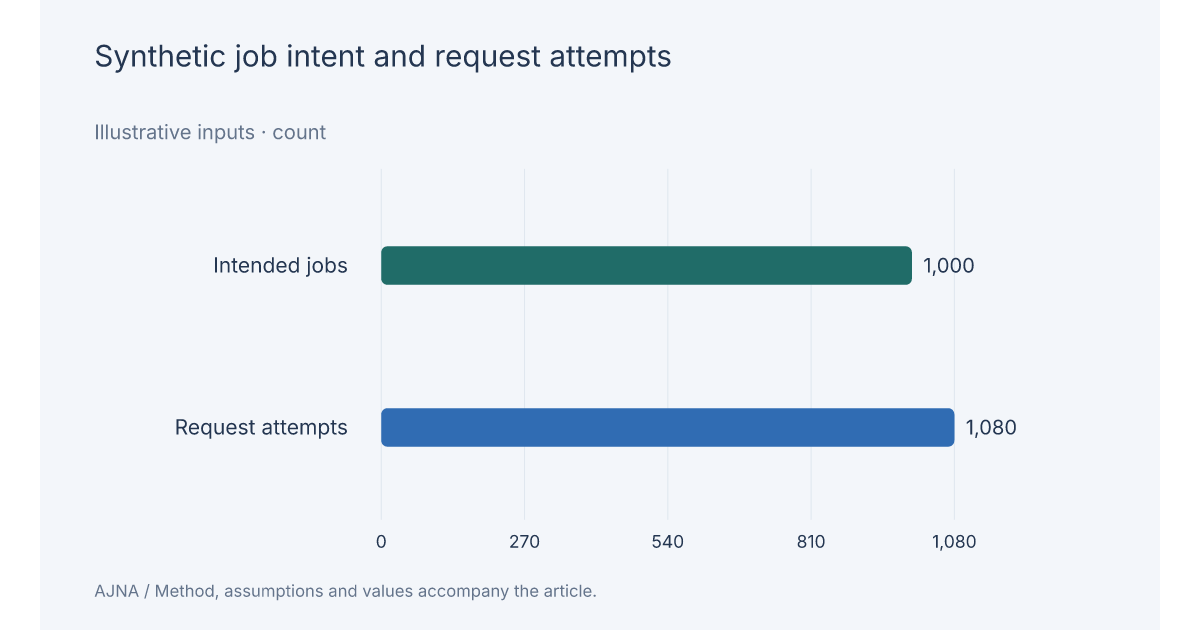 Synthetic job intent and request attempts
Illustrative inputs · count
Intended jobs 1,000
Request attempts 1,080
0 270 540 810 1,080
AJNA / Method, assumptions and values accompany the article.